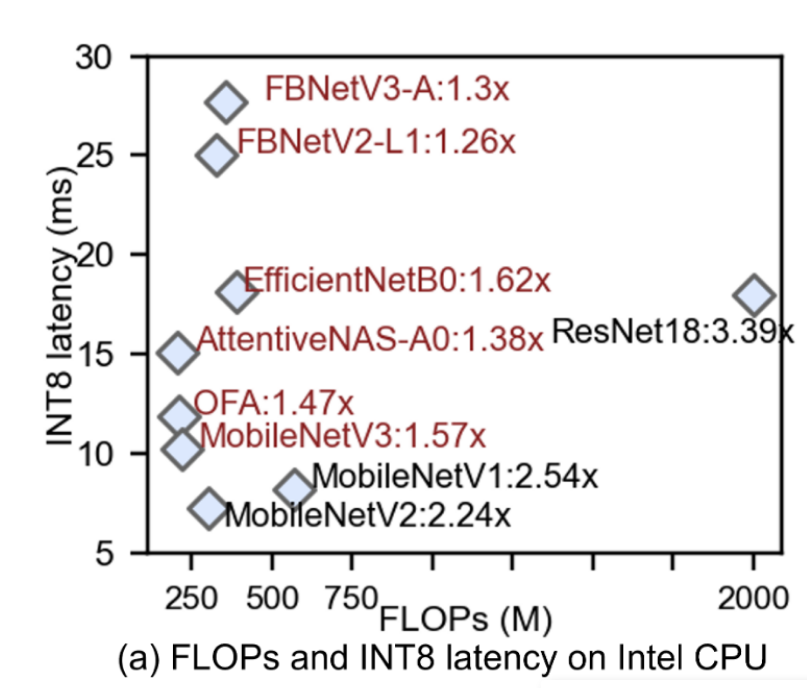 30
FBNetV3-A:1.3x
FBNetV2-L1:1.26x
25
20
EfficientNetB0:1.62x
AttentiveNAS-A0:1.38x
ResNet18:3.39x
15
OFA:1.47x
MobileNetV3:1.57x
10
MobileNetV1:2.54x
MobileNetV2:2.24x
5
INT8 latency (ms)
250 500 750 2000
FLOPs (M)
(a) FLOPs and INT8 latency on Intel CPU